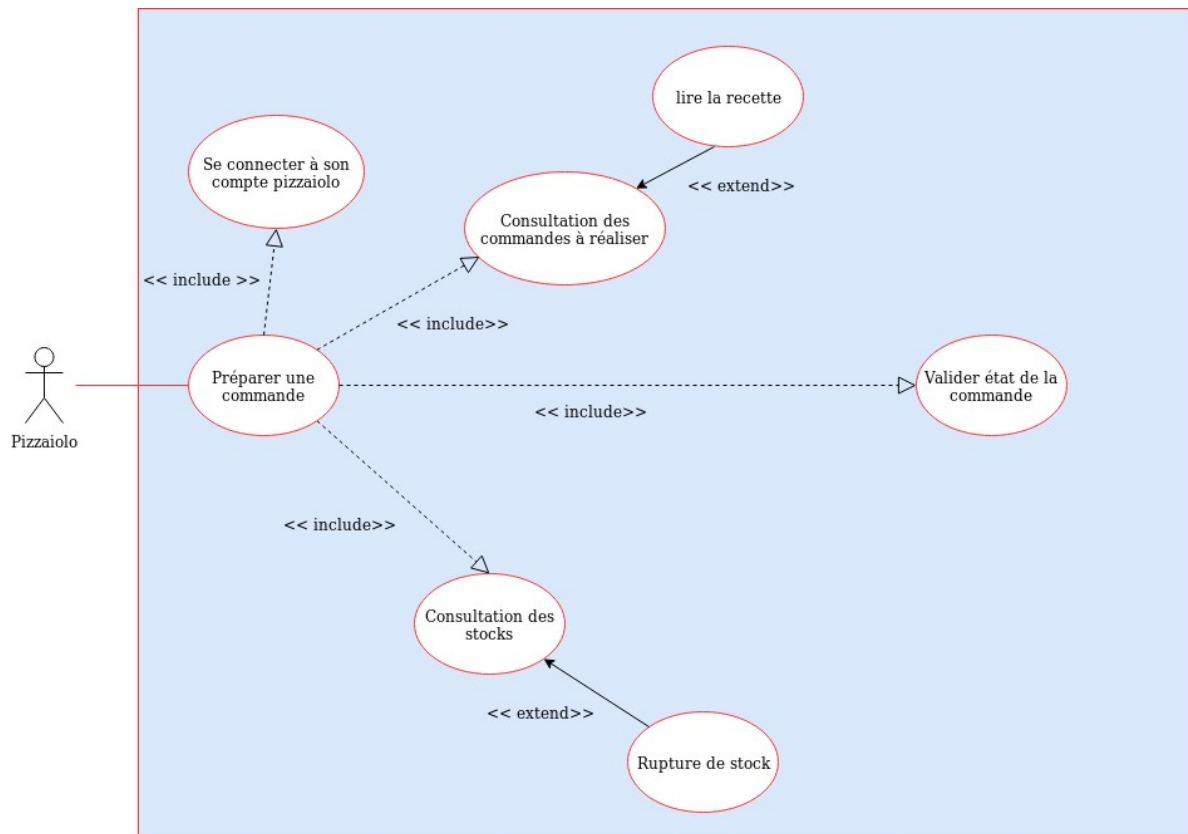 lire la recette
Se connecter à son
compte pizzaiolo
<< extend>>
Consultation des
commandes à réaliser
<< include >>
<< include>>
Préparer une
commande
Valider état de la
commande
<< include>>
Pizzaiolo
<< include>>
Consultation des
stocks
<< extend>>
Rupture de stock